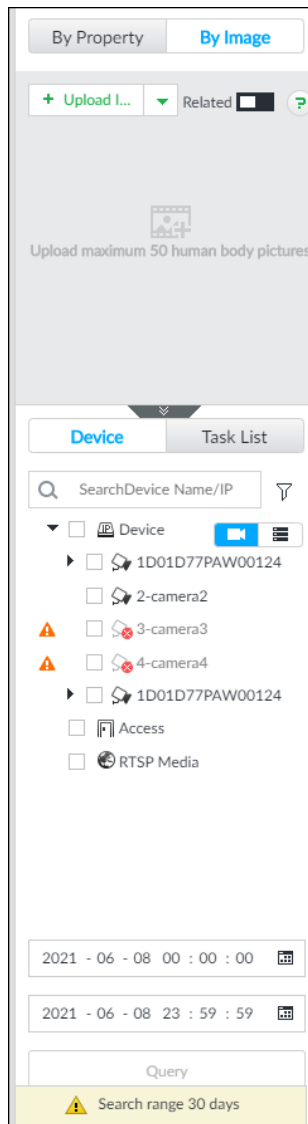 By Property By Image
+ Upload I... Related ?
Upload maximum 50 human body pictures
Device Task List
SearchDevice Name/IP
IP Device
1D01D77PAW00124
2-camera2
3-camera3
4-camera4
1D01D77PAW00124
Access
RTSP Media
2021 - 06 - 08 00 : 00 : 00
2021 - 06 - 08 23 : 59 : 59
Query
Search range 30 days